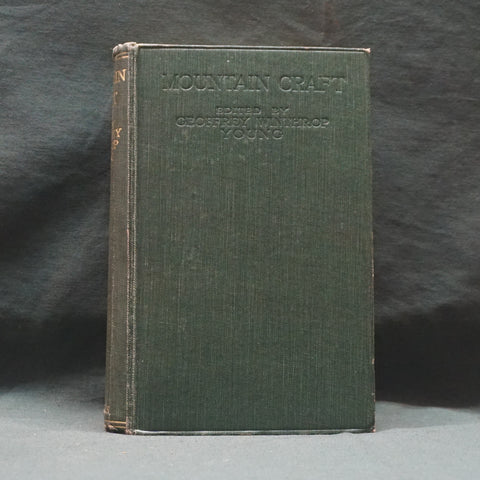 MOUNTAIN CRAFT
EDITED BY
GEOFFREY WINTHROP
YOUNG